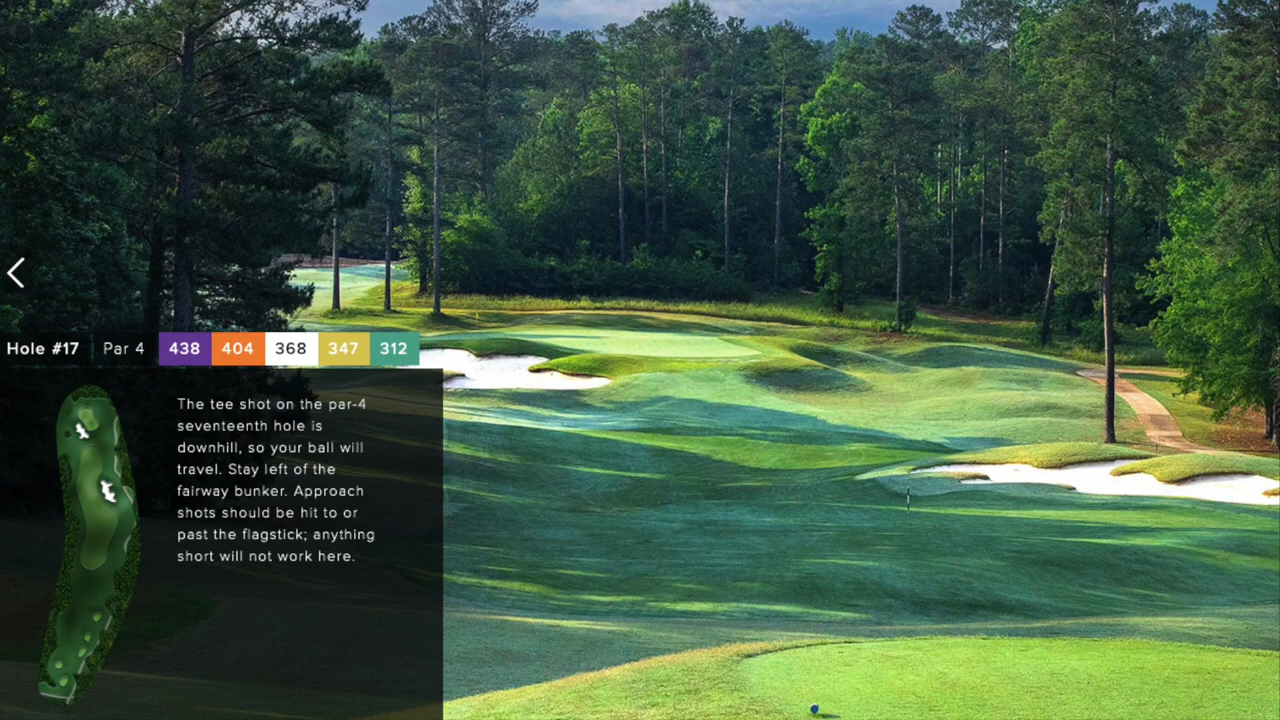 Hole #17 Par 4 438 404 368 347 312
The tee shot on the par-4
seventeenth hole is
downhill, so your ball will
travel. Stay left of the
fairway bunker. Approach
shots should be hit to or
past the flagstick; anything
short will not work here.